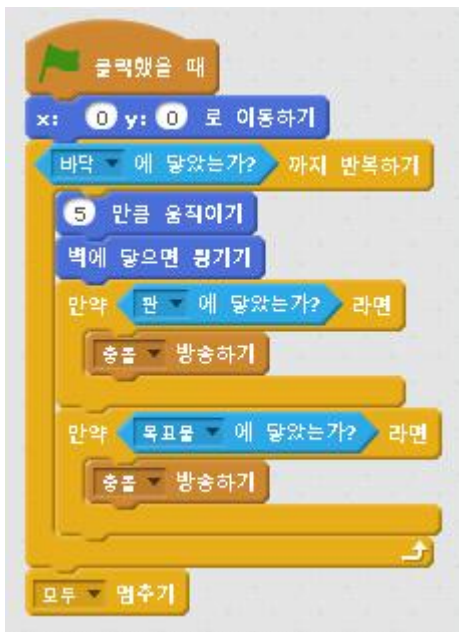 클릭했을 때
x: 0 y: 0 로 이동하기
바닥 에 닿았는가? 까지 반복하기
5 만큼 움직이기
벽에 닿으면 튕기기
만약 판 에 닿았는가? 라면
충돌 방송하기
만약 목표물 에 닿았는가? 라면
충돌 방송하기
모두 멈추기